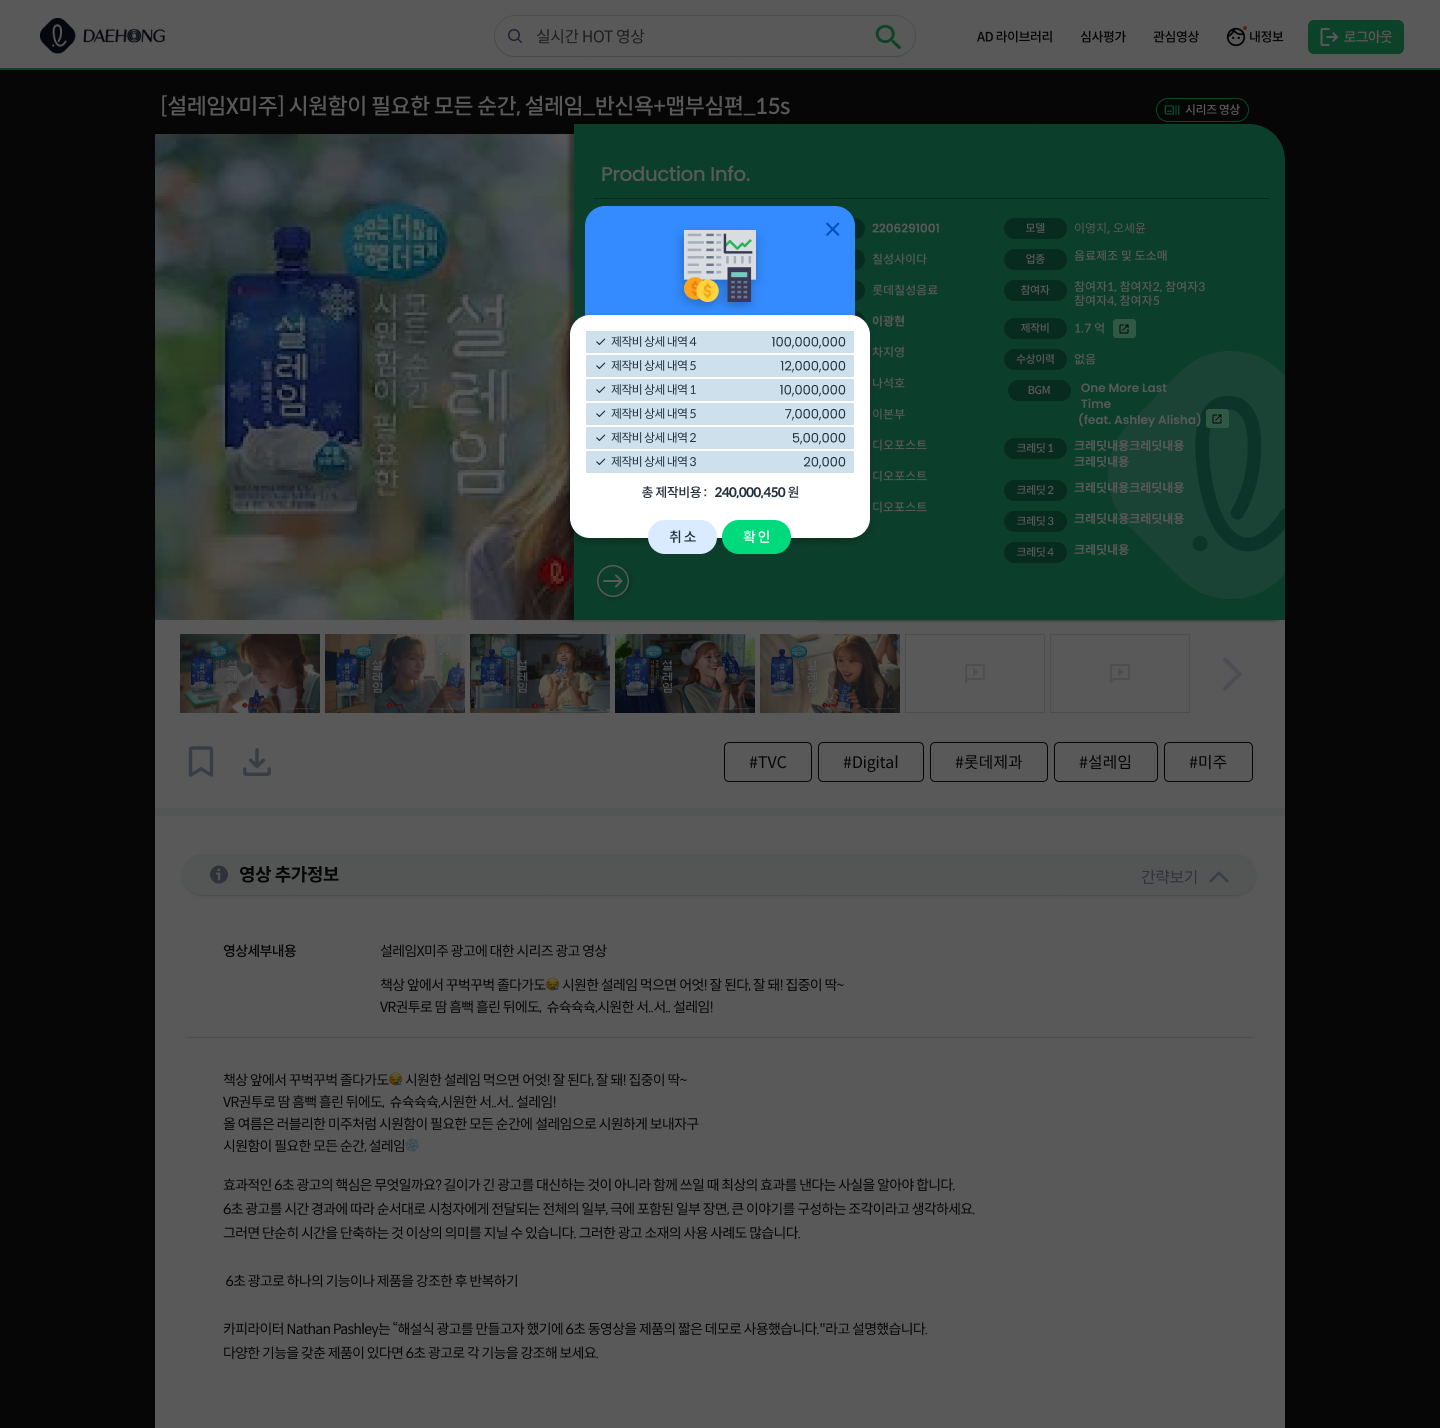 DAEHONG
실시간 HOT 영상
AD 라이브러리
심사평가
관심영상
내정보
로그아웃
[설레임X미주] 시원함이 필요한 모든 순간, 설레임_반신욕+맵부심편_15s
시리즈 영상
Production Info.
2206291001
칠성사이다
롯데칠성음료
이광현
차지영
나석호
이본부
디오포스트
디오포스트
디오포스트
모델 이영지, 오세윤
업종 음료제조 및 도소매
참여자 참여자1, 참여자2, 참여자3
참여자4, 참여자5
제작비 1.7 억
수상이력 없음
BGM One More Last
Time
(feat. Ashley Alisha)
크레딧 1 크레딧내용크레딧내용
크레딧내용
크레딧 2 크레딧내용크레딧내용
크레딧 3 크레딧내용크레딧내용
크레딧 4 크레딧내용
설레임
설레임
제작비 상세 내역 4 100,000,000
제작비 상세 내역 5 12,000,000
제작비 상세 내역 1 10,000,000
제작비 상세 내역 5 7,000,000
제작비 상세 내역 2 5,00,000
제작비 상세 내역 3 20,000
총 제작비용 : 240,000,450 원
취소
확인
#TVC
#Digital
#롯데제과
#설레임
#미주
영상 추가정보
간략보기
영상세부내용
설레임X미주 광고에 대한 시리즈 광고 영상
책상 앞에서 꾸벅꾸벅 졸다가도😪 시원한 설레임 먹으면 어엇! 잘 된다, 잘 돼! 집중이 딱~
VR권투로 땀 흠뻑 흘린 뒤에도, 슈슉슉슉,시원한 서..서.. 설레임!
책상 앞에서 꾸벅꾸벅 졸다가도😪 시원한 설레임 먹으면 어엇! 잘 된다, 잘 돼! 집중이 딱~
VR권투로 땀 흠뻑 흘린 뒤에도, 슈슉슉슉,시원한 서..서.. 설레임!
올 여름은 러블리한 미주처럼 시원함이 필요한 모든 순간에 설레임으로 시원하게 보내자구
시원함이 필요한 모든 순간, 설레임
효과적인 6초 광고의 핵심은 무엇일까요? 길이가 긴 광고를 대신하는 것이 아니라 함께 쓰일 때 최상의 효과를 낸다는 사실을 알아야 합니다.
6초 광고를 시간 경과에 따라 순서대로 시청자에게 전달되는 전체의 일부, 극에 포함된 일부 장면, 큰 이야기를 구성하는 조각이라고 생각하세요.
그러면 단순히 시간을 단축하는 것 이상의 의미를 지닐 수 있습니다. 그러한 광고 소재의 사용 사례도 많습니다.
6초 광고로 하나의 기능이나 제품을 강조한 후 반복하기
카피라이터 Nathan Pashley는 “해설식 광고를 만들고자 했기에 6초 동영상을 제품의 짧은 데모로 사용했습니다."라고 설명했습니다.
다양한 기능을 갖춘 제품이 있다면 6초 광고로 각 기능을 강조해 보세요.